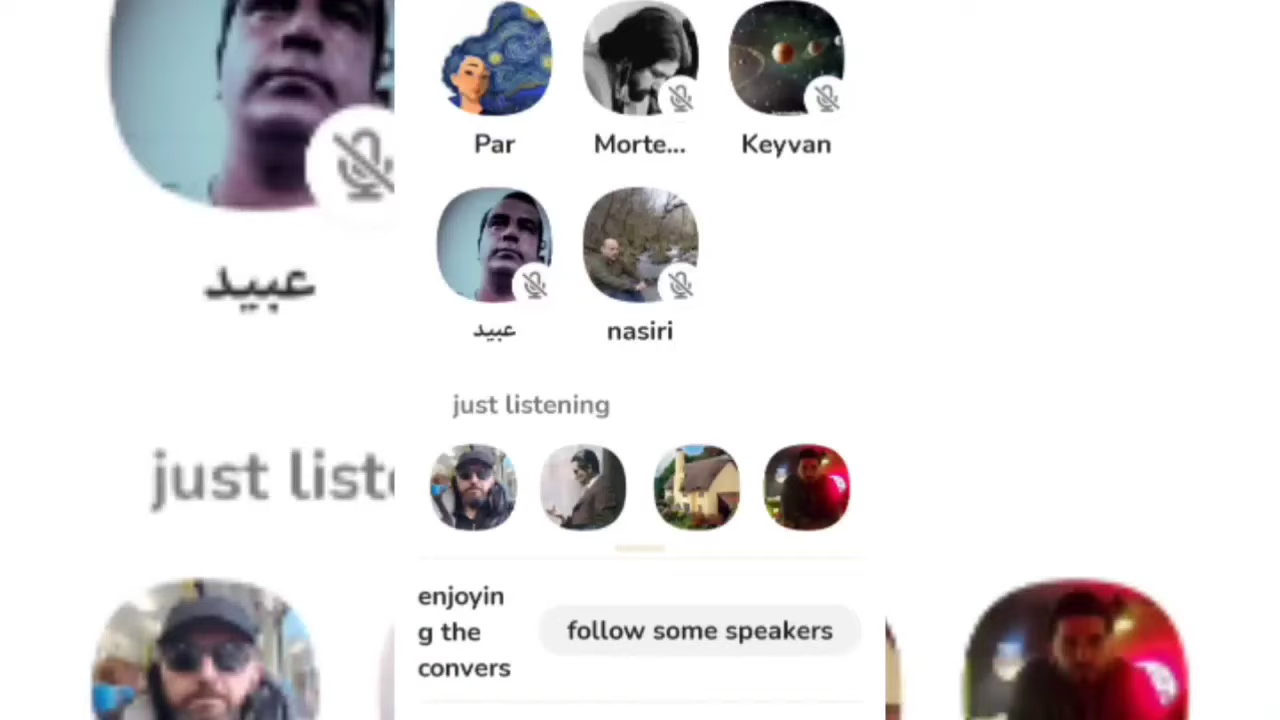 Par
Morte...
Keyvan
عبید
nasiri
just listening
enjoyin
g the
convers
follow some speakers
عبید
just liste